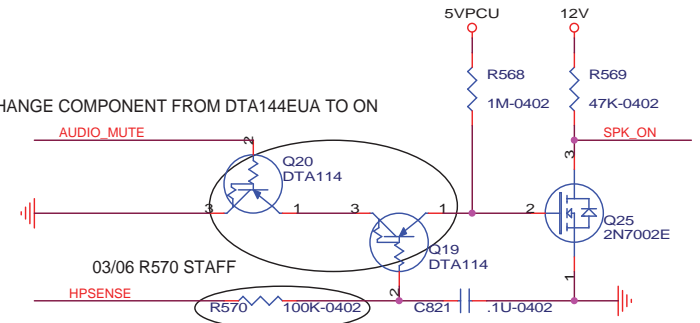 5VPCU 12V
R568 R569
1M-0402 47K-0402
HANGE COMPONENT FROM DTA144EUA TO ON
AUDIO_MUTE
2
SPK_ON
3
Q20
DTA114
3 1 3 1 2
Q25
2N7002E
Q19
DTA114
03/06 R570 STAFF
1
HPSENSE
2
R570 100K-0402 C821 .1U-0402